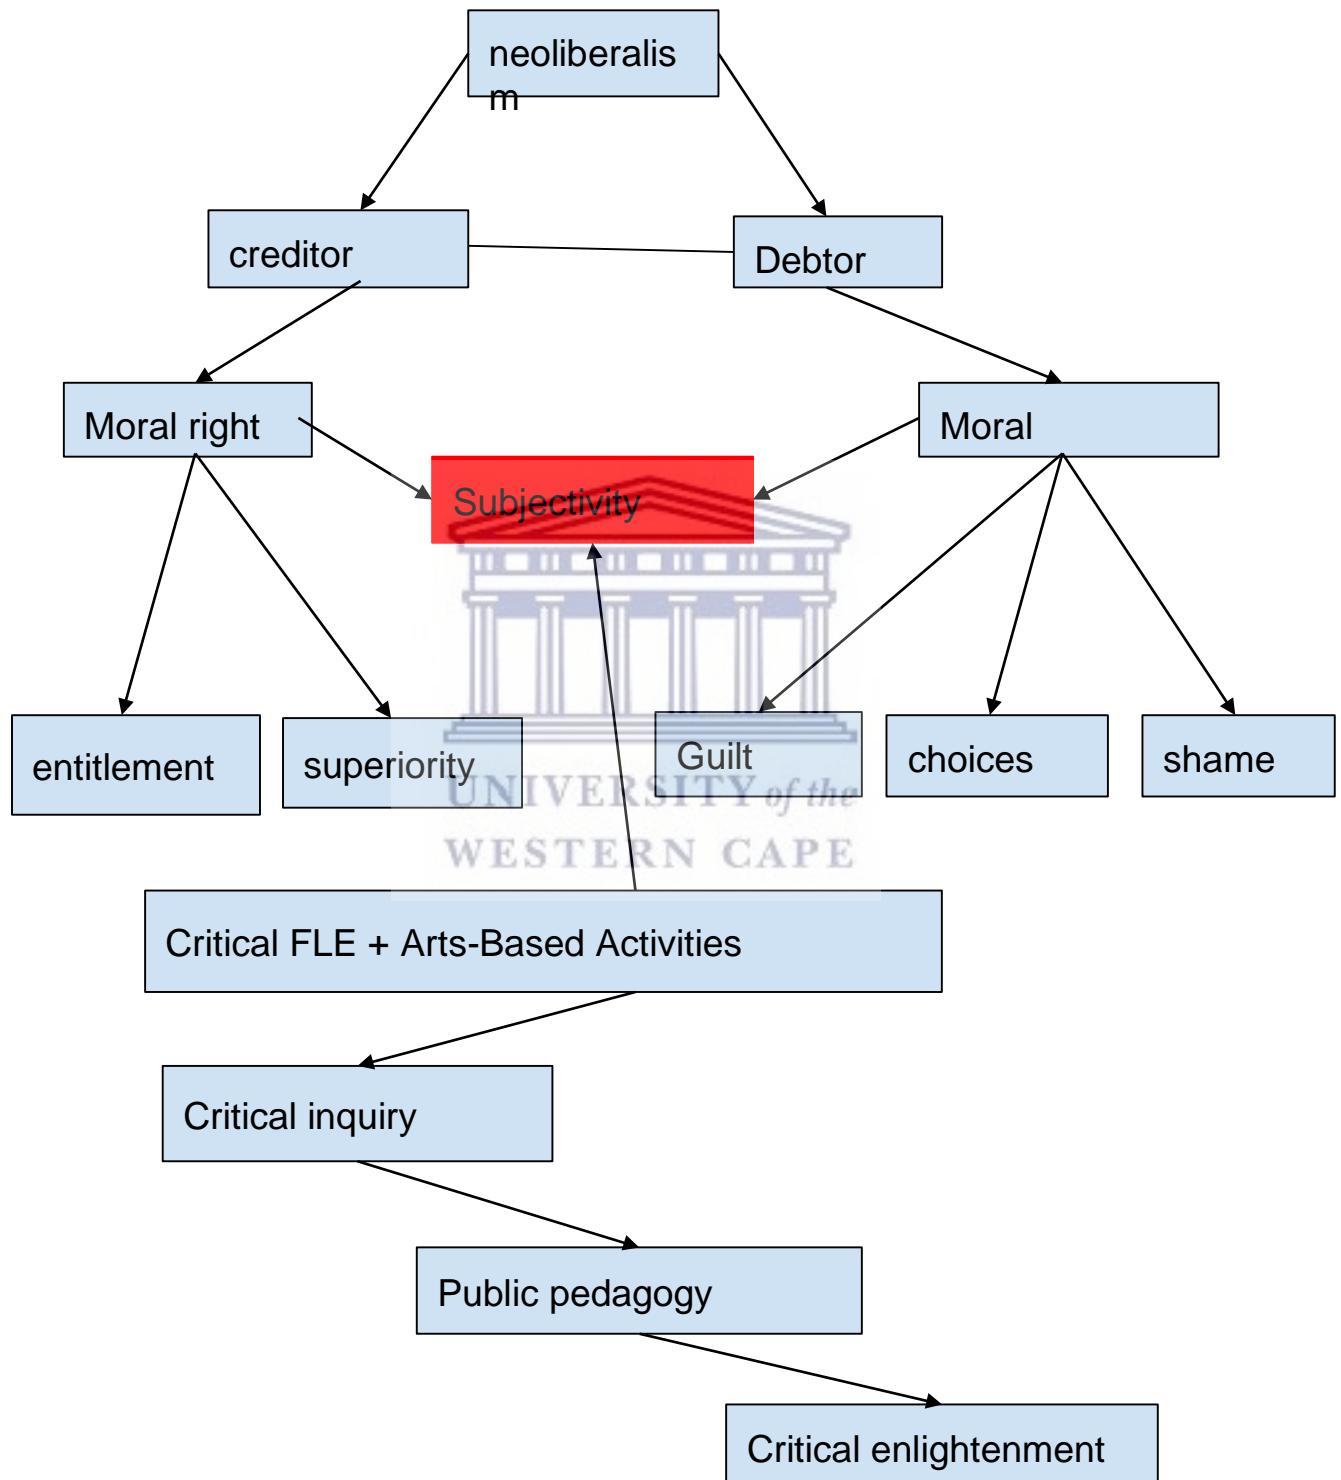 neoliberalis
m
creditor
Debtor
Moral right
Moral
Subjectivity
entitlement
superiority
Guilt
choices
shame
UNIVERSITY of the
WESTERN CAPE
Critical FLE + Arts-Based Activities
Critical inquiry
Public pedagogy
Critical enlightenment